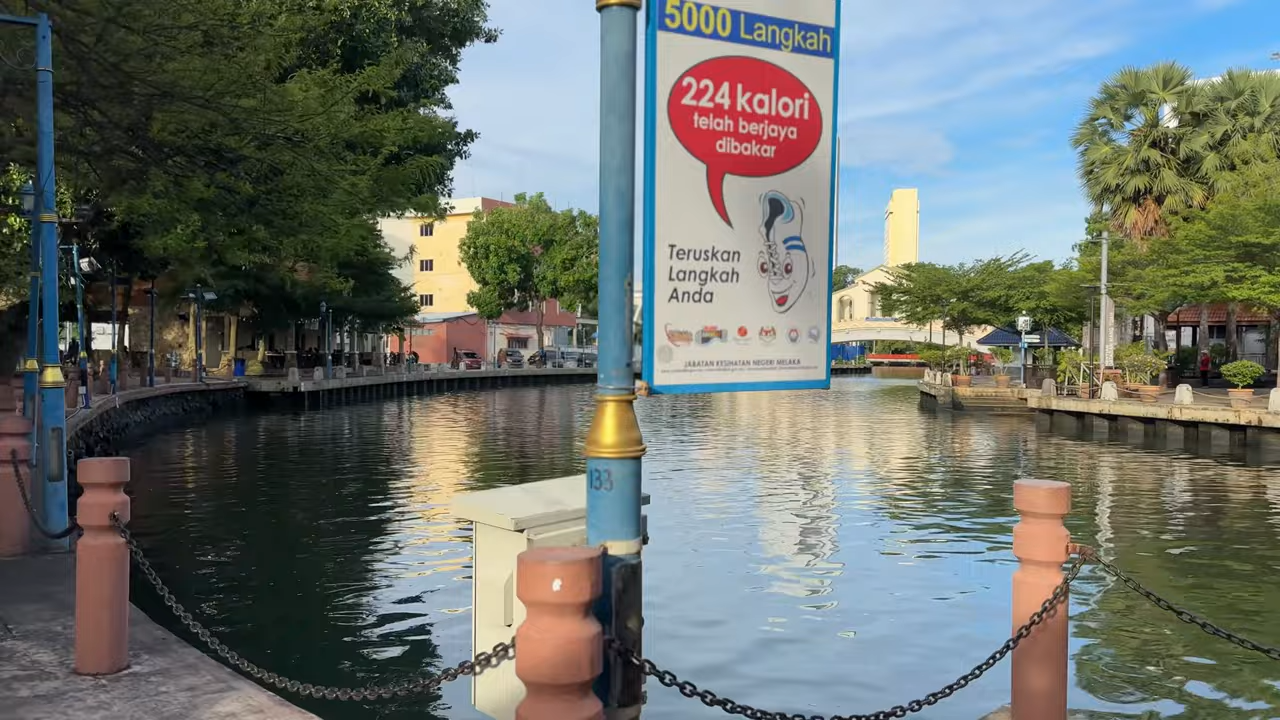 5000 Langkah
224 kalori
telah berjaya
dibakar
Teruskan
Langkah
Anda
JABATAN KESIHATAN NEGERI MELAKA
133